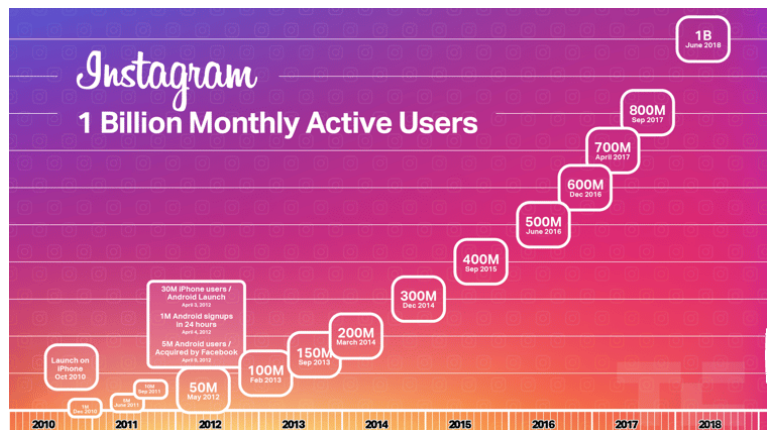 Instagram
1 Billion Monthly Active Users
1B
June 2018
800M
Sep 2017
700M
April 2017
600M
Dec 2016
500M
June 2016
400M
Sep 2015
300M
Dec 2014
200M
March 2014
150M
Sep 2013
100M
Feb 2013
50M
May 2012
30M iPhone users /
Android Launch
April 3, 2012
1M Android signups
in 24 hours
April 4, 2012
5M Android users /
Acquired by Facebook
April 9, 2012
10M
Sep 2011
5M
June 2011
1M
Dec 2010
Launch on
iPhone
Oct 2010
2010 2011 2012 2013 2014 2015 2016 2017 2018